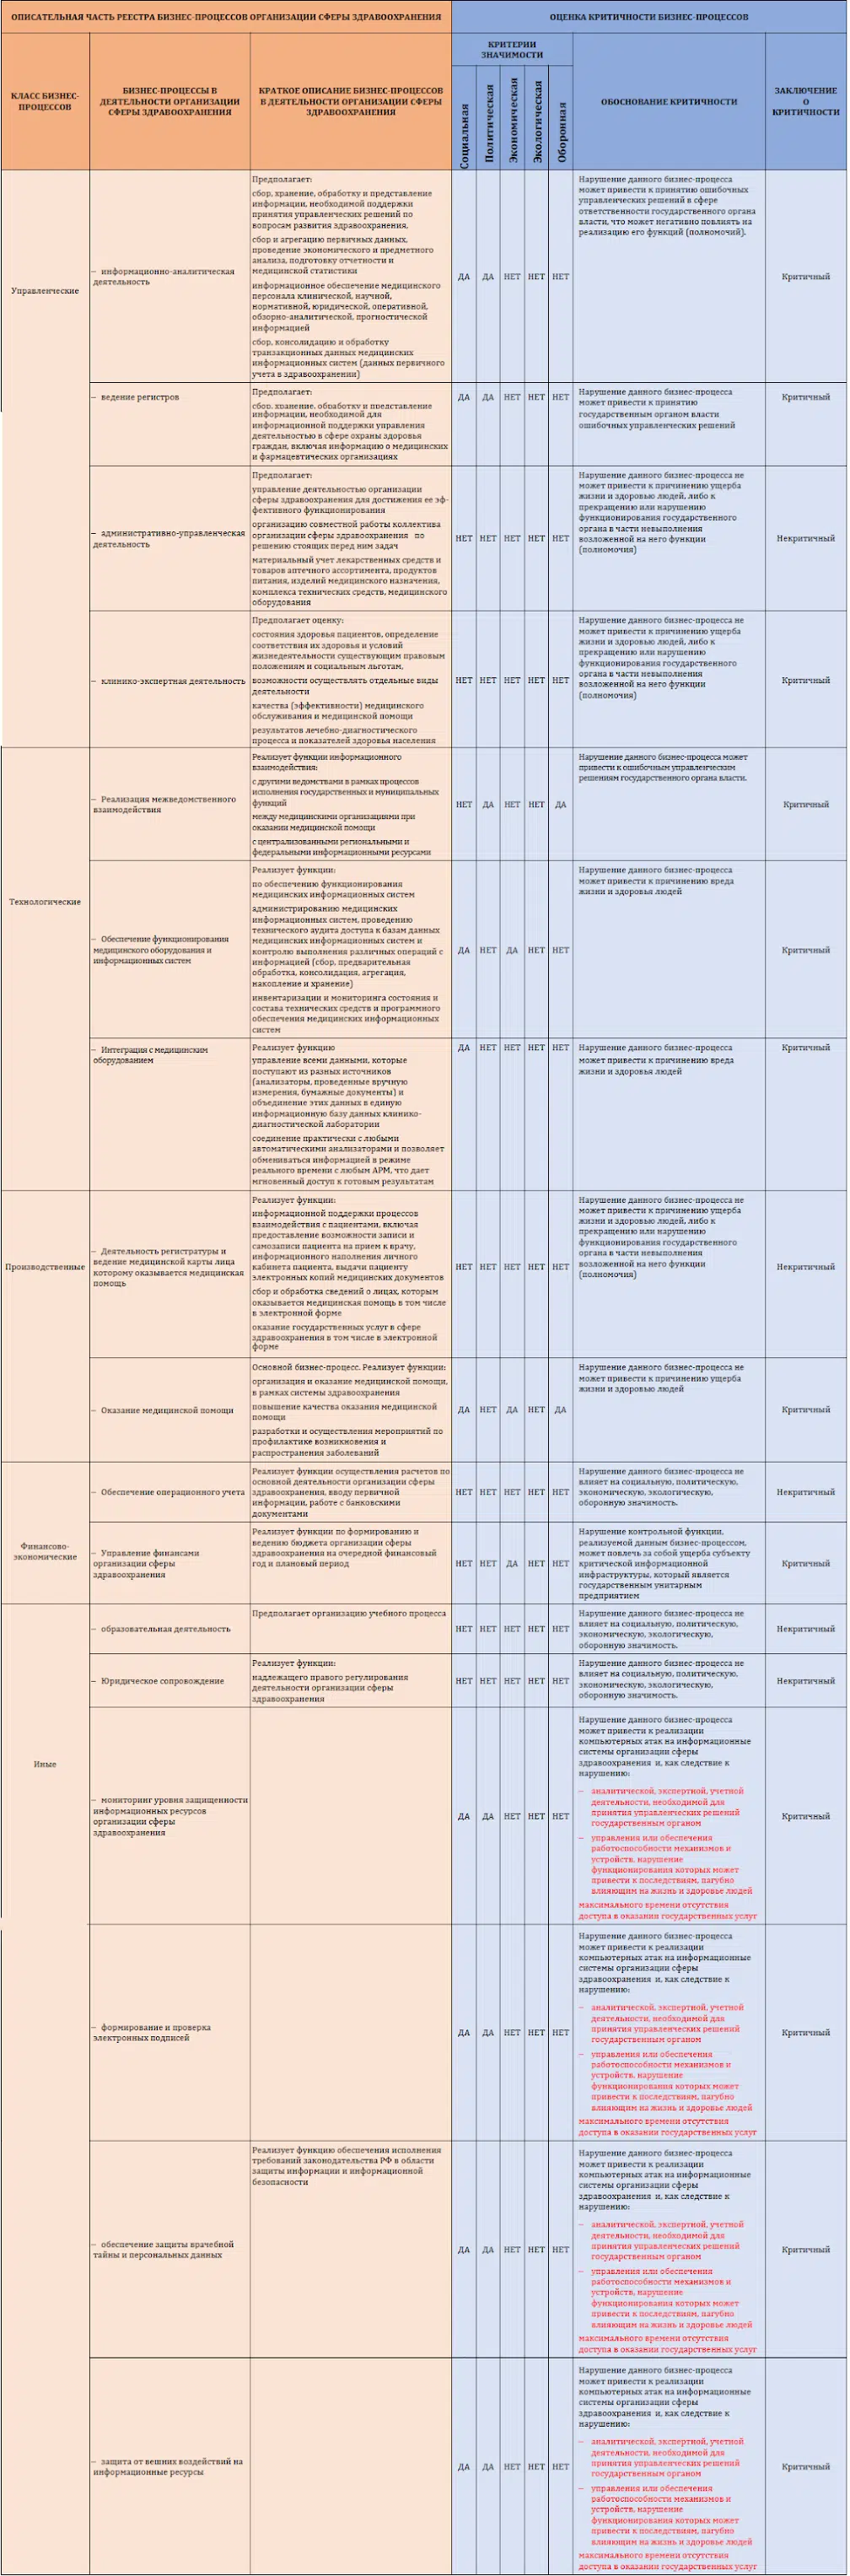 ОПИСАТЕЛЬНАЯ ЧАСТЬ РЕЕСТРА БИЗНЕС-ПРОЦЕССОВ ОРГАНИЗАЦИИ СФЕРЫ ЗДРАВООХРАНЕНИЯ
ОЦЕНКА КРИТИЧНОСТИ БИЗНЕС-ПРОЦЕССОВ
КЛАСС БИЗНЕС-
ПРОЦЕССОВ
БИЗНЕС-ПРОЦЕССЫ В
ДЕЯТЕЛЬНОСТИ ОРГАНИЗАЦИИ
СФЕРЫ ЗДРАВООХРАНЕНИЯ
КРАТКОЕ ОПИСАНИЕ БИЗНЕС-ПРОЦЕССОВ
В ДЕЯТЕЛЬНОСТИ ОРГАНИЗАЦИИ СФЕРЫ
ЗДРАВООХРАНЕНИЯ
КРИТЕРИИ
ЗНАЧИМОСТИ
Социальная
Политическая
Экономическая
Экологическая
Оборонная
ОБОСНОВАНИЕ КРИТИЧНОСТИ
ЗАКЛЮЧЕНИЕ
О
КРИТИЧНОСТИ
Управленческие
– информационно-аналитическая
деятельность
Предполагает:
сбор, хранение, обработку и представление
информации, необходимой поддержки
принятия управленческих решений по
вопросам развития здравоохранения,
сбор и агрегацию первичных данных,
проведение экономического и предметного
анализа, подготовку отчетности и
медицинской статистики
информационное обеспечение медицинского
персонала клинической, научной,
нормативной, юридической, оперативной,
обзорно-аналитической, прогностической
информацией
сбор, консолидацию и обработку
транзакционных данных медицинских
информационных систем (данных первичного
учета в здравоохранении)
ДА ДА НЕТ НЕТ НЕТ
Нарушение данного бизнес-процесса
может привести к принятию ошибочных
управленческих решений в сфере
ответственности государственного органа
власти, что может негативно повлиять на
реализацию его функций (полномочий).
Критичный
– ведение регистров
Предполагает:
сбор, хранение, обработку и представление
информации, необходимой для
информационной поддержки управления
деятельностью в сфере охраны здоровья
граждан, включая информацию о медицинских
и фармацевтических организациях
ДА ДА НЕТ НЕТ НЕТ
Нарушение данного бизнес-процесса
может привести к принятию
государственным органом власти
ошибочных управленческих решений
Критичный
– административно-управленческая
деятельность
Предполагает:
управление деятельностью организации
сферы здравоохранения для достижения ее эф-
фективного функционирования
организацию совместной работы коллектива
организации сферы здравоохранения по
решению стоящих перед ним задач
материальный учет лекарственных средств и
товаров аптечного ассортимента, продуктов
питания, изделий медицинского назначения,
комплекса технических средств, медицинского
оборудования
НЕТ НЕТ НЕТ НЕТ НЕТ
Нарушение данного бизнес-процесса не
может привести к причинению ущерба
жизни и здоровью людей, либо к
прекращению или нарушению
функционирования государственного
органа в части невыполнения
возложенной на него функции
(полномочия)
Некритичный
– клинико-экспертная деятельность
Предполагает оценку:
состояния здоровья пациентов, определение
соответствия их здоровья и условий
жизнедеятельности существующим правовым
положениям и социальным льготам,
возможности осуществлять отдельные виды
деятельности
качества (эффективности) медицинского
обслуживания и медицинской помощи
результатов лечебно-диагностического
процесса и показателей здоровья населения
НЕТ НЕТ НЕТ НЕТ НЕТ
Нарушение данного бизнес-процесса не
может привести к причинению ущерба
жизни и здоровью людей, либо к
прекращению или нарушению
функционирования государственного
органа в части невыполнения
возложенной на него функции
(полномочия)
Критичный
Технологические
– Реализация межведомственного
взаимодействия
Реализует функции информационного
взаимодействия:
с другими ведомствами в рамках процессов
исполнения государственных и муниципальных
функций
между медицинскими организациями при
оказании медицинской помощи
с централизованными региональными и
федеральными информационными ресурсами
НЕТ ДА НЕТ НЕТ ДА
Нарушение данного бизнес-процесса может
привести к ошибочным управленческим
решениям государственного органа власти.
Критичный
– Обеспечение функционирования
медицинского оборудования и
информационных систем
Реализует функции:
по обеспечению функционирования
медицинских информационных систем
администрированию медицинских
информационных систем, проведению
технического аудита доступа к базам данных
медицинских информационных систем и
контролю выполнения различных операций с
информацией (сбор, предварительная
обработка, консолидация, агрегация,
накопление и хранение)
инвентаризации и мониторинга состояния и
состава технических средств и программного
обеспечения медицинских информационных
систем
ДА НЕТ ДА НЕТ НЕТ
Нарушение данного бизнес-процесса
может привести к причинению вреда
жизни и здоровья людей
Критичный
– Интеграция с медицинским
оборудованием
Реализует функцию
управление всеми данными, которые
поступают из разных источников
(анализаторы, проведенные вручную
измерения, бумажные документы) и
объединение этих данных в единую
информационную базу данных клинико-
диагностической лаборатории
соединение практически с любыми
автоматическими анализаторами и позволяет
обмениваться информацией в режиме
реального времени с любым АРМ, что дает
мгновенный доступ к готовым результатам
ДА НЕТ НЕТ НЕТ НЕТ
Нарушение данного бизнес-процесса
может привести к причинению вреда
жизни и здоровья людей
Критичный
Производственные
– Деятельность регистратуры и
ведение медицинской карты лица
которому оказывается медицинская
помощь
Реализует функции:
информационной поддержки процессов
взаимодействия с пациентами, включая
предоставление возможности записи и
самозаписи пациента на прием к врачу,
информационного наполнения личного
кабинета пациента, выдачи пациенту
электронных копий медицинских документов
сбор и обработка сведений о лицах, которым
оказывается медицинская помощь в том числе
в электронной форме
оказание государственных услуг в сфере
здравоохранения в том числе в электронной
форме
НЕТ НЕТ НЕТ НЕТ НЕТ
Нарушение данного бизнес-процесса не
может привести к причинению ущерба
жизни и здоровью людей, либо к
прекращению или нарушению
функционирования государственного
органа в части невыполнения
возложенной на него функции
(полномочия)
Некритичный
– Оказание медицинской помощи
Основной бизнес-процесс. Реализует функции:
организация и оказание медицинской помощи,
в рамках системы здравоохранения
повышение качества оказания медицинской
помощи
разработки и осуществления мероприятий по
профилактике возникновения и
распространения заболеваний
ДА НЕТ ДА НЕТ ДА
Нарушение данного бизнес-процесса не
может привести к причинению ущерба
жизни и здоровью людей
Критичный
Финансово-
экономические
– Обеспечение операционного учета
Реализует функции осуществления расчетов по
основной деятельности организации сферы
здравоохранения, вводу первичной
информации, работе с банковскими
документами
НЕТ НЕТ НЕТ НЕТ НЕТ
Нарушение данного бизнес-процесса не
влияет на социальную, политическую,
экономическую, экологическую,
оборонную значимость.
Некритичный
– Управление финансами
организации сферы
здравоохранения
Реализует функции по формированию и
ведению бюджета организации сферы
здравоохранения на очередной финансовый
год и плановый период
НЕТ НЕТ ДА НЕТ НЕТ
Нарушение контрольной функции,
реализуемой данным бизнес-процессом,
может повлечь за собой ущерба субъекту
критической информационной
инфраструктуры, который является
государственным унитарным
предприятием
Критичный
Иные
– образовательная деятельность
Предполагает организацию учебного процесса
НЕТ НЕТ НЕТ НЕТ НЕТ
Нарушение данного бизнес-процесса не
влияет на социальную, политическую,
экономическую, экологическую,
оборонную значимость.
Некритичный
– Юридическое сопровождение
Реализует функции:
надлежащего правого регулирования
деятельности организации сферы
здравоохранения
НЕТ НЕТ НЕТ НЕТ НЕТ
Нарушение данного бизнес-процесса не
влияет на социальную, политическую,
экономическую, экологическую,
оборонную значимость.
Некритичный
– мониторинг уровня защищенности
информационных ресурсов
организации сферы
здравоохранения
ДА ДА НЕТ НЕТ НЕТ
Нарушение данного бизнес-процесса
может привести к реализации
компьютерных атак на информационные
системы организации сферы
здравоохранения и, как следствие к
нарушению:
– аналитической, экспертной, учетной
деятельности, необходимой для
принятия управленческих решений
государственным органом
– управления или обеспечения
работоспособности механизмов и
устройств, нарушение
функционирования которых может
привести к последствиям, пагубно
влияющим на жизнь и здоровье людей
максимального времени отсутствия
доступа в оказании государственных услуг
Критичный
– формирование и проверка
электронных подписей
ДА ДА НЕТ НЕТ НЕТ
Нарушение данного бизнес-процесса
может привести к реализации
компьютерных атак на информационные
системы организации сферы
здравоохранения и, как следствие к
нарушению:
– аналитической, экспертной, учетной
деятельности, необходимой для
принятия управленческих решений
государственным органом
– управления или обеспечения
работоспособности механизмов и
устройств, нарушение
функционирования которых может
привести к последствиям, пагубно
влияющим на жизнь и здоровье людей
максимального времени отсутствия
доступа в оказании государственных услуг
Критичный
– обеспечение защиты врачебной
тайны и персональных данных
Реализует функцию обеспечения исполнения
требований законодательства РФ в области
защиты информации и информационной
безопасности
ДА ДА НЕТ НЕТ НЕТ
Нарушение данного бизнес-процесса
может привести к реализации
компьютерных атак на информационные
системы организации сферы
здравоохранения и, как следствие к
нарушению:
– аналитической, экспертной, учетной
деятельности, необходимой для
принятия управленческих решений
государственным органом
– управления или обеспечения
работоспособности механизмов и
устройств, нарушение
функционирования которых может
привести к последствиям, пагубно
влияющим на жизнь и здоровье людей
максимального времени отсутствия
доступа в оказании государственных услуг
Критичный
– защита от вешних воздействий на
информационные ресурсы
ДА ДА НЕТ НЕТ НЕТ
Нарушение данного бизнес-процесса
может привести к реализации
компьютерных атак на информационные
системы организации сферы
здравоохранения и, как следствие к
нарушению:
– аналитической, экспертной, учетной
деятельности, необходимой для
принятия управленческих решений
государственным органом
– управления или обеспечения
работоспособности механизмов и
устройств, нарушение
функционирования которых может
привести к последствиям, пагубно
влияющим на жизнь и здоровье людей
максимального времени отсутствия
доступа в оказании государственных услуг
Критичный